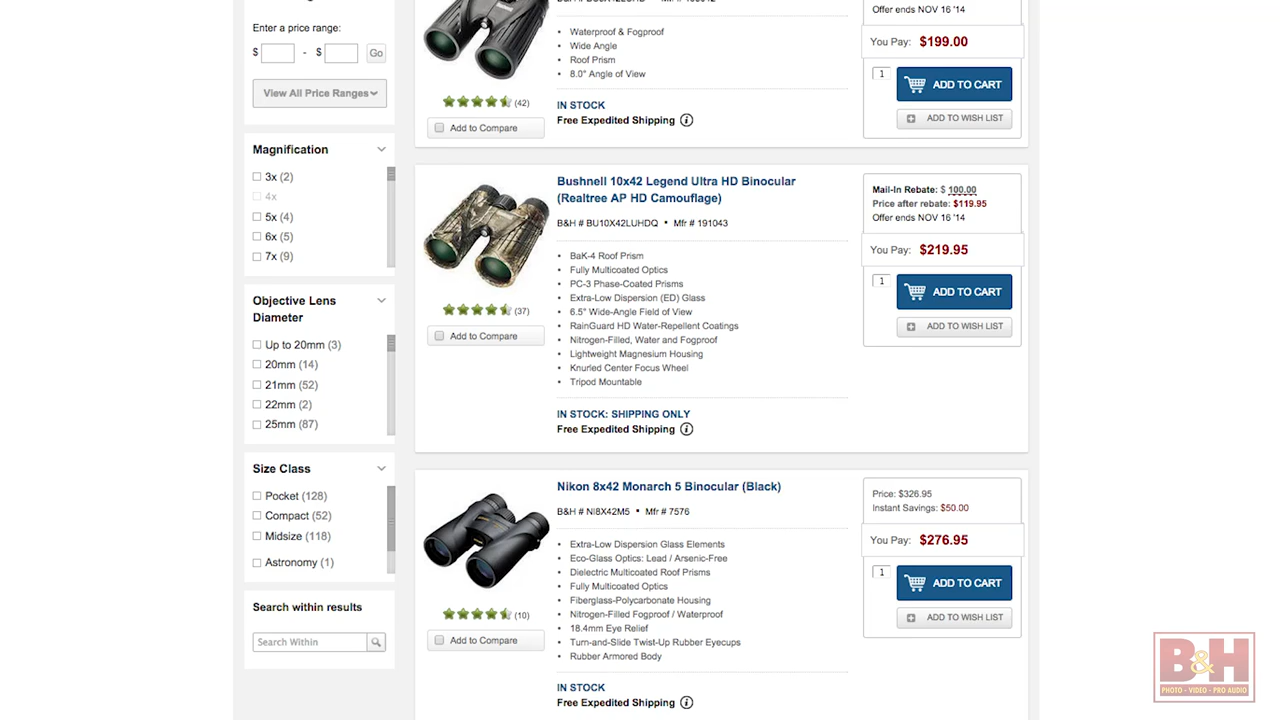 Enter a price range:
$ - $ Go
View All Price Ranges
Magnification
3x (2)
4x
5x (4)
6x (5)
7x (9)
Objective Lens
Diameter
Up to 20mm (3)
20mm (14)
21mm (52)
22mm (2)
25mm (87)
Size Class
Pocket (128)
Compact (52)
Midsize (118)
Astronomy (1)
Search within results
Search Within
Waterproof & Fogproof
Wide Angle
Roof Prism
8.0° Angle of View
(42)
Add to Compare
IN STOCK
Free Expedited Shipping
Offer ends NOV 16 '14
You Pay: $199.00
1 ADD TO CART
ADD TO WISH LIST
Bushnell 10x42 Legend Ultra HD Binocular
(Realtree AP HD Camouflage)
B&H # BU10X42LUHDQ • Mfr # 191043
BaK-4 Roof Prism
Fully Multicoated Optics
PC-3 Phase-Coated Prisms
Extra-Low Dispersion (ED) Glass
6.5° Wide-Angle Field of View
RainGuard HD Water-Repellent Coatings
Nitrogen-Filled, Water and Fogproof
Lightweight Magnesium Housing
Knurled Center Focus Wheel
Tripod Mountable
(37)
Add to Compare
IN STOCK: SHIPPING ONLY
Free Expedited Shipping
Mail-In Rebate: $ 100.00
Price after rebate: $119.95
Offer ends NOV 16 '14
You Pay: $219.95
1 ADD TO CART
ADD TO WISH LIST
Nikon 8x42 Monarch 5 Binocular (Black)
B&H # NI8X42M5 • Mfr # 7576
Extra-Low Dispersion Glass Elements
Eco-Glass Optics: Lead / Arsenic-Free
Dielectric Multicoated Roof Prisms
Fully Multicoated Optics
Fiberglass-Polycarbonate Housing
Nitrogen-Filled Fogproof / Waterproof
18.4mm Eye Relief
Turn-and-Slide Twist-Up Rubber Eyecups
Rubber Armored Body
(10)
Add to Compare
IN STOCK
Free Expedited Shipping
Price: $326.95
Instant Savings: $50.00
You Pay: $276.95
1 ADD TO CART
ADD TO WISH LIST
B&H
PHOTO - VIDEO - PRO AUDIO